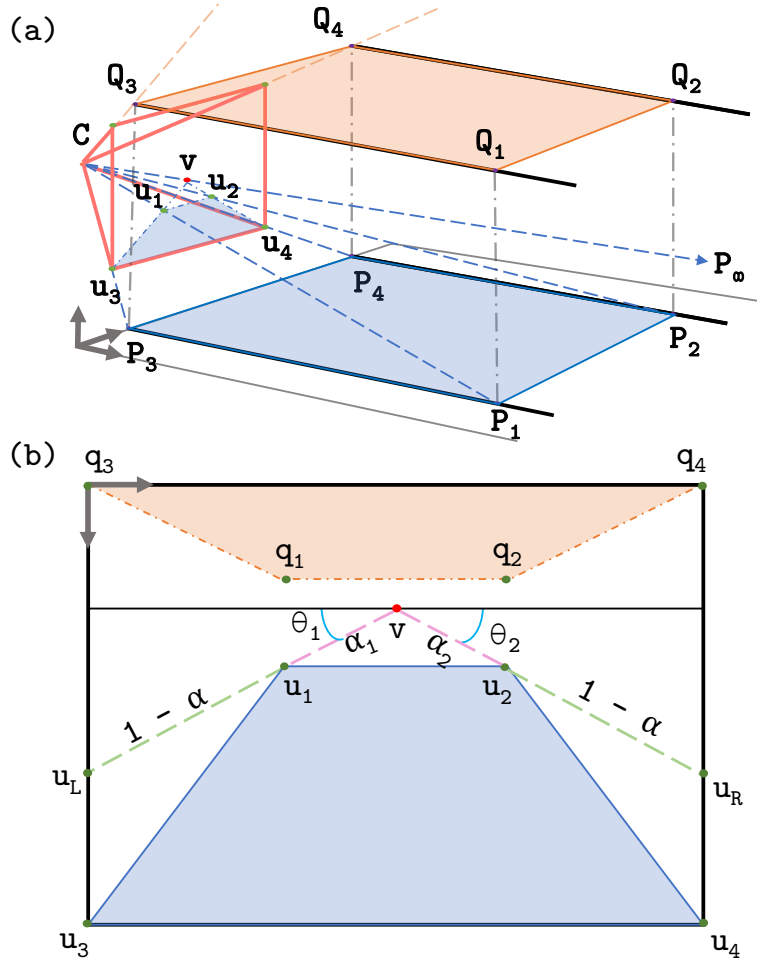 (a)
Q4
Q3
Q2
C
Q1
v
u1
u2
u4
P∞
u3
P4
P3
P2
P1
(b)
q3
q4
q1
q2
θ1
v
θ2
α1
α2
u1
u2
1 - α
1 - α
uL
uR
u3
u4